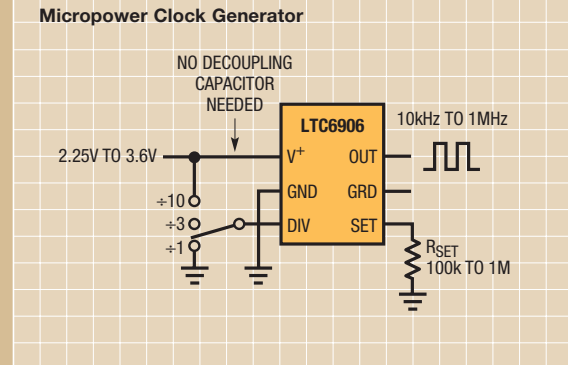 Micropower Clock Generator
NO DECOUPLING
CAPACITOR
NEEDED
LTC6906
10kHz TO 1MHz
2.25V TO 3.6V
V+
OUT
GND
GRD
÷10
÷3
DIV
SET
÷1
RSET
100k TO 1M